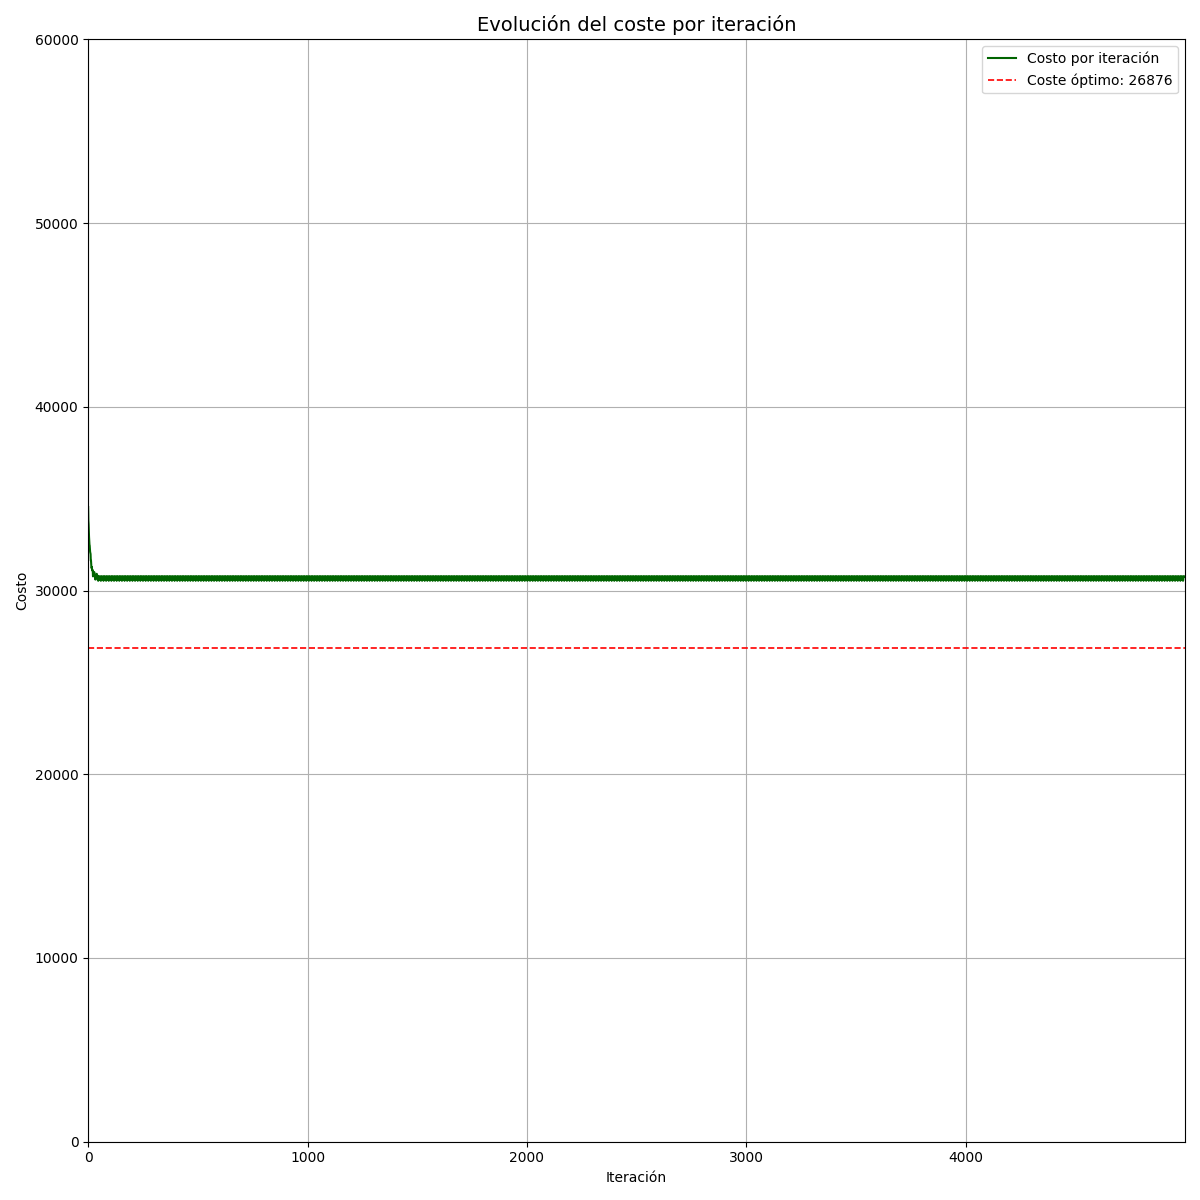 Evolución del coste por iteración
Costo por iteración
Coste óptimo: 26876
60000
50000
40000
30000
20000
10000
0
Costo
0 1000 2000 3000 4000
Iteración